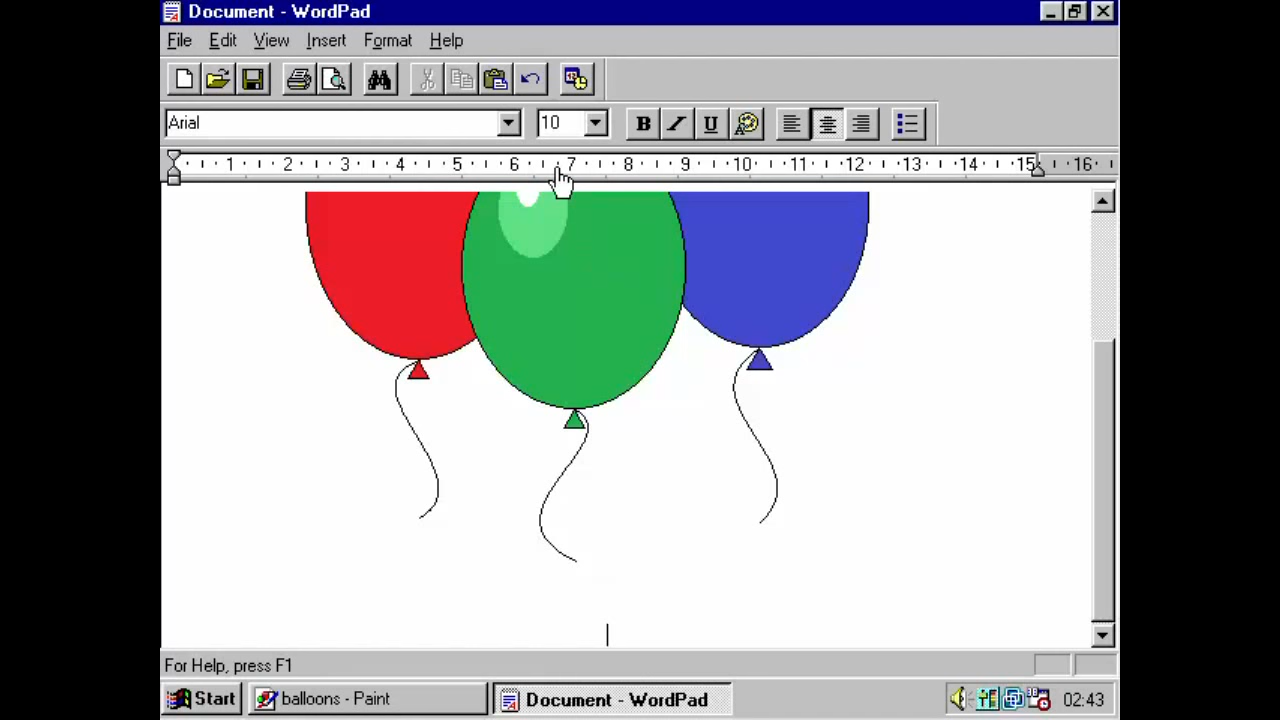 Document - WordPad
File Edit View Insert Format Help
Arial 10 B I U
1 2 3 4 5 6 7 8 9 10 11 12 13 14 15 16
For Help, press F1
Start balloons - Paint Document - WordPad 02:43